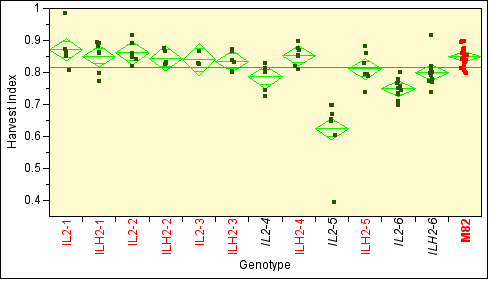 1
0.9
0.8
0.7
0.6
0.5
0.4
Harvest Index
IL2-1
ILH2-1
IL2-2
ILH2-2
IL2-3
ILH2-3
IL2-4
ILH2-4
IL2-5
ILH2-5
IL2-6
ILH2-6
M82
Genotype